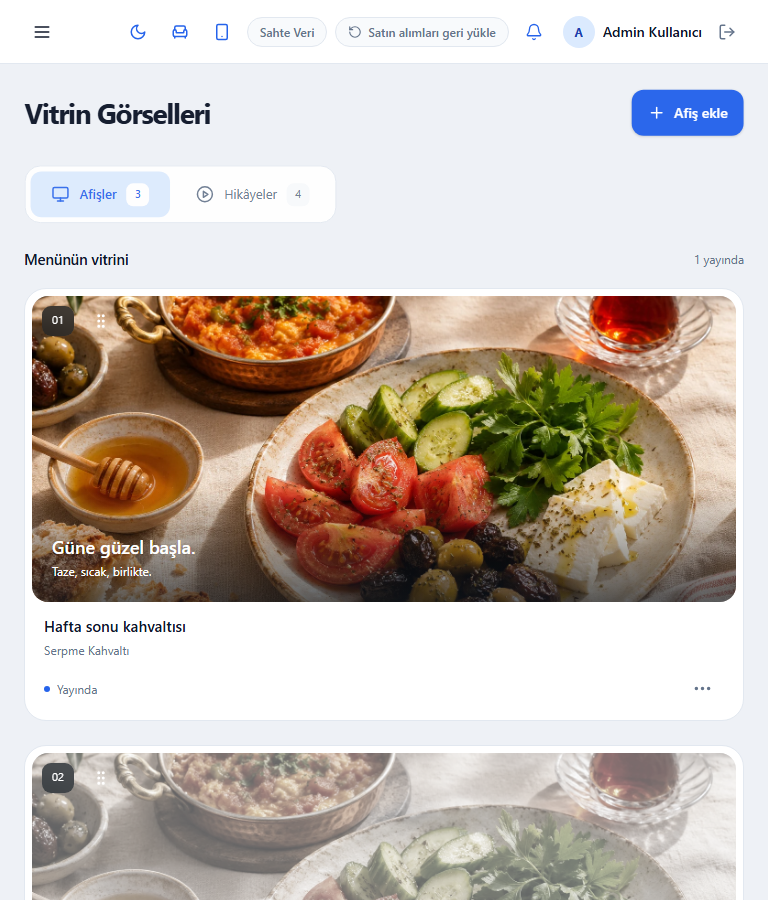 Sahte Veri
Satın alımları geri yükle
A
Admin Kullanıcı
Vitrin Görselleri
Afiş ekle
Afişler 3
Hikâyeler 4
Menünün vitrini
1 yayında
01
Güne güzel başla.
Taze, sıcak, birlikte.
Hafta sonu kahvaltısı
Serpme Kahvaltı
Yayında
02